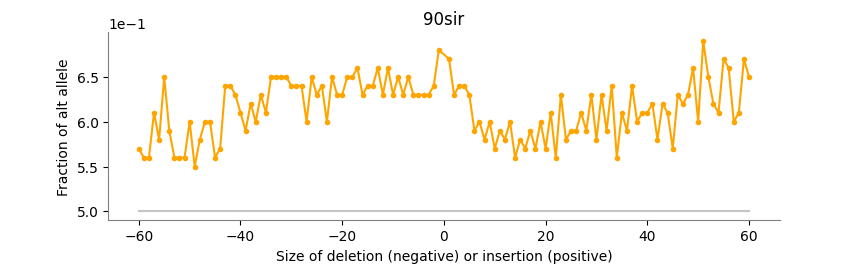 90sir
1e−1
Fraction of alt allele
6.5
6.0
5.5
5.0
−60 −40 −20 0 20 40 60
Size of deletion (negative) or insertion (positive)